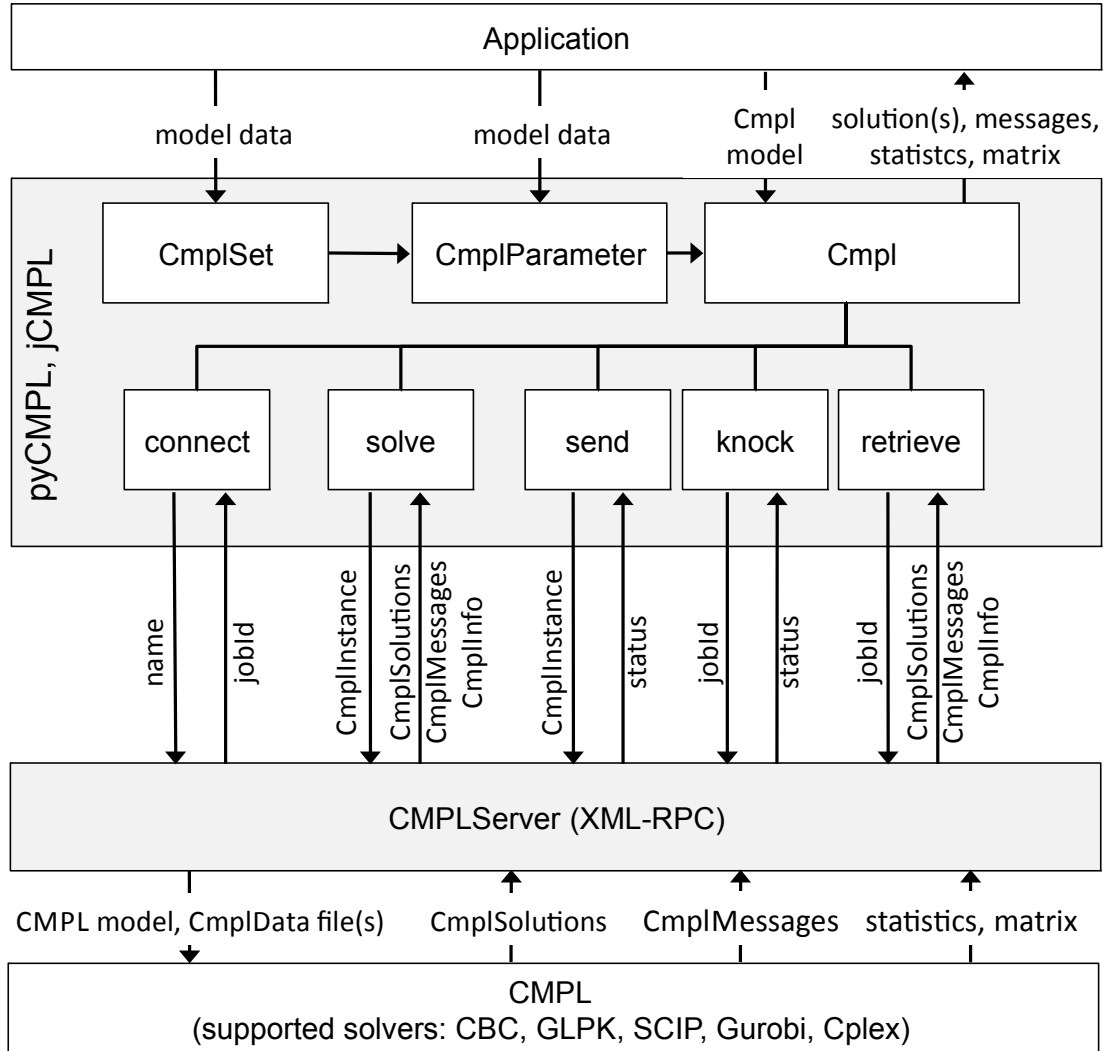 Application
model data
model data
Cmpl
model
solution(s), messages,
statistcs, matrix
pyCMPL, jCMPL
CmplSet
CmplParameter
Cmpl
connect
solve
send
knock
retrieve
name
jobId
CmplInstance
CmplSolutions
CmplMessages
CmplInfo
CmplInstance
status
jobId
status
jobId
CmplSolutions
CmplMessages
CmplInfo
CMPLServer (XML-RPC)
CMPL model, CmplData file(s)
CmplSolutions
CmplMessages
statistics, matrix
CMPL
(supported solvers: CBC, GLPK, SCIP, Gurobi, Cplex)